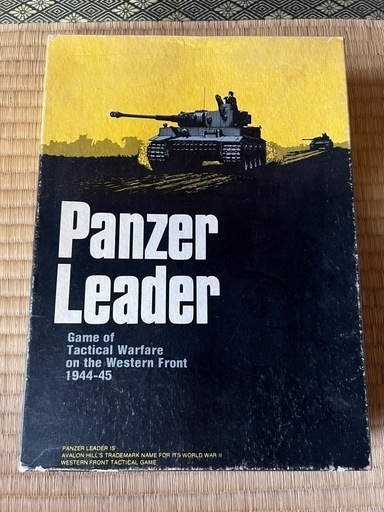 Panzer
Leader
Game of
Tactical Warfare
on the Western Front
1944-45
PANZER LEADER IS
AVALON HILL'S TRADEMARK NAME FOR ITS WORLD WAR II
WESTERN FRONT TACTICAL GAME